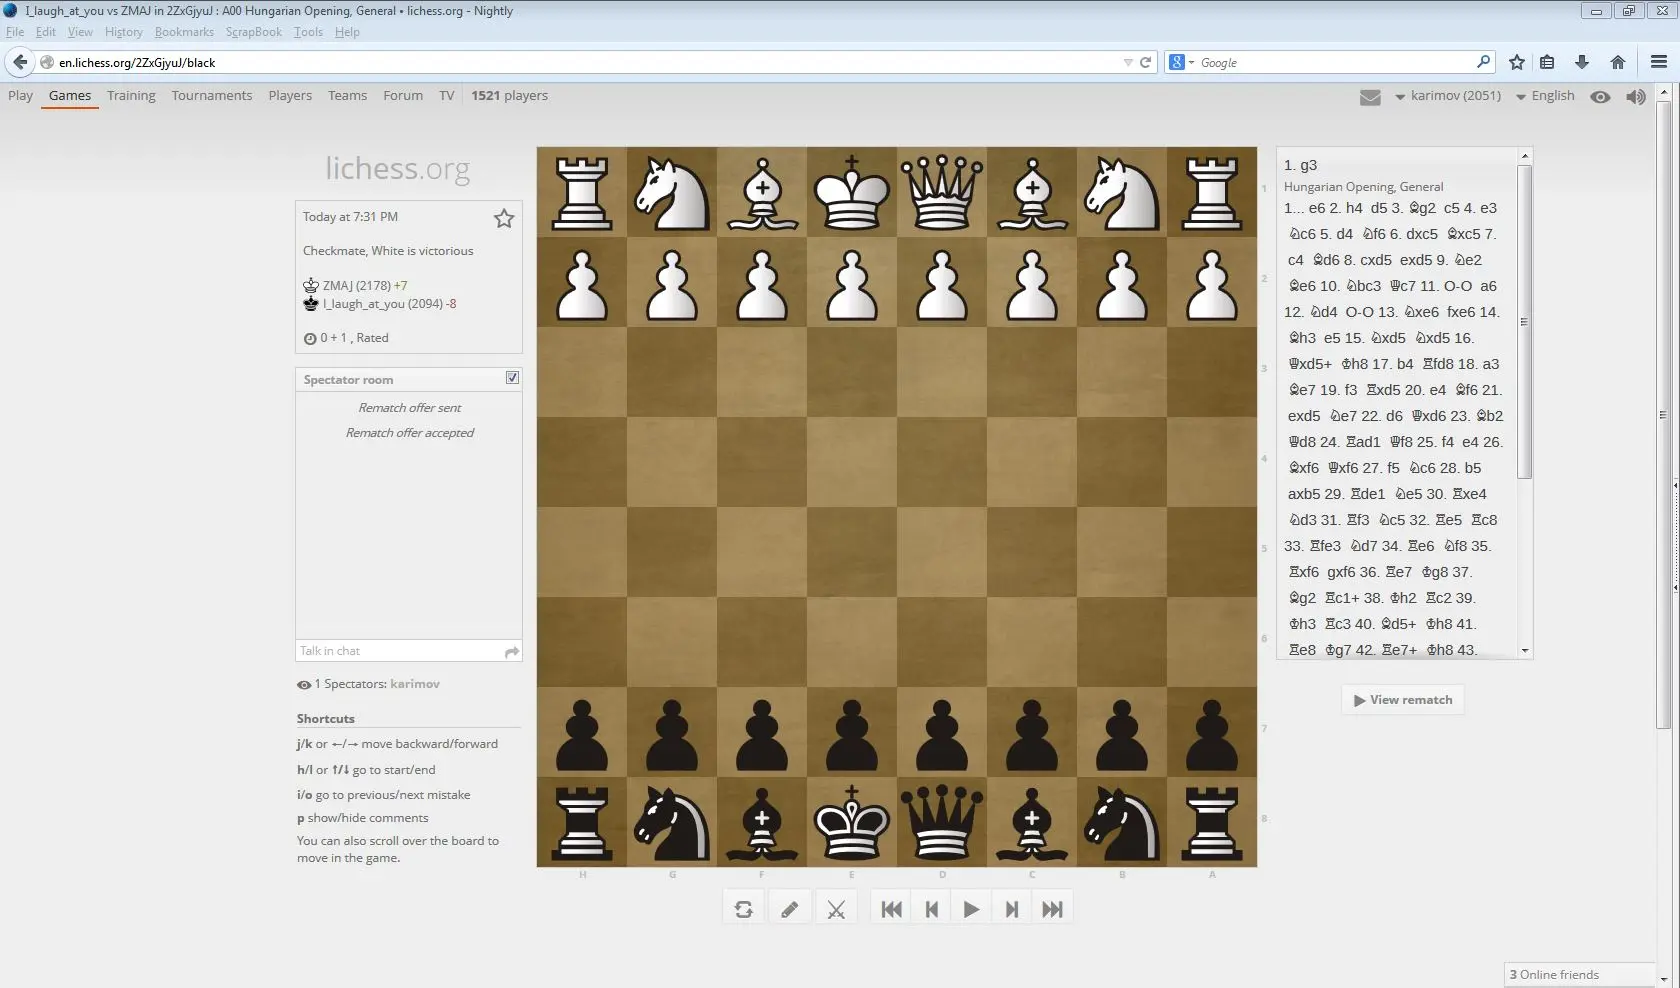 I_laugh_at_you vs ZMAJ in 2ZxGjyuJ : A00 Hungarian Opening, General • lichess.org - Nightly
File Edit View History Bookmarks ScrapBook Tools Help
en.lichess.org/2ZxGjyuJ/black
Google
Play Games Training Tournaments Players Teams Forum TV 1521 players
karimov (2051) English
lichess.org
Today at 7:31 PM
Checkmate, White is victorious
ZMAJ (2178) +7
I_laugh_at_you (2094) -8
0 + 1 , Rated
Spectator room
Rematch offer sent
Rematch offer accepted
Talk in chat
1 Spectators: karimov
Shortcuts
j/k or ←/→ move backward/forward
h/l or ↑/↓ go to start/end
i/o go to previous/next mistake
p show/hide comments
You can also scroll over the board to
move in the game.
1
2
3
4
5
6
7
8
H G F E D C B A
1. g3
Hungarian Opening, General
1... e6 2. h4 d5 3. ♗g2 c5 4. e3
♘c6 5. d4 ♘f6 6. dxc5 ♗xc5 7.
c4 ♗d6 8. cxd5 exd5 9. ♘e2
♗e6 10. ♘bc3 ♕c7 11. O-O a6
12. ♘d4 O-O 13. ♘xe6 fxe6 14.
♗h3 e5 15. ♘xd5 ♘xd5 16.
♕xd5+ ♔h8 17. b4 ♖fd8 18. a3
♗e7 19. f3 ♖xd5 20. e4 ♗f6 21.
exd5 ♘e7 22. d6 ♕xd6 23. ♗b2
♕d8 24. ♖ad1 ♕f8 25. f4 e4 26.
♗xf6 ♕xf6 27. f5 ♘c6 28. b5
axb5 29. ♖de1 ♘e5 30. ♖xe4
♘d3 31. ♖f3 ♘c5 32. ♖e5 ♖c8
33. ♖fe3 ♘d7 34. ♖e6 ♘f8 35.
♖xf6 gxf6 36. ♖e7 ♔g8 37.
♗g2 ♖c1+ 38. ♔h2 ♖c2 39.
♔h3 ♖c3 40. ♗d5+ ♔h8 41.
♖e8 ♔g7 42. ♖e7+ ♔h8 43.
View rematch
3 Online friends